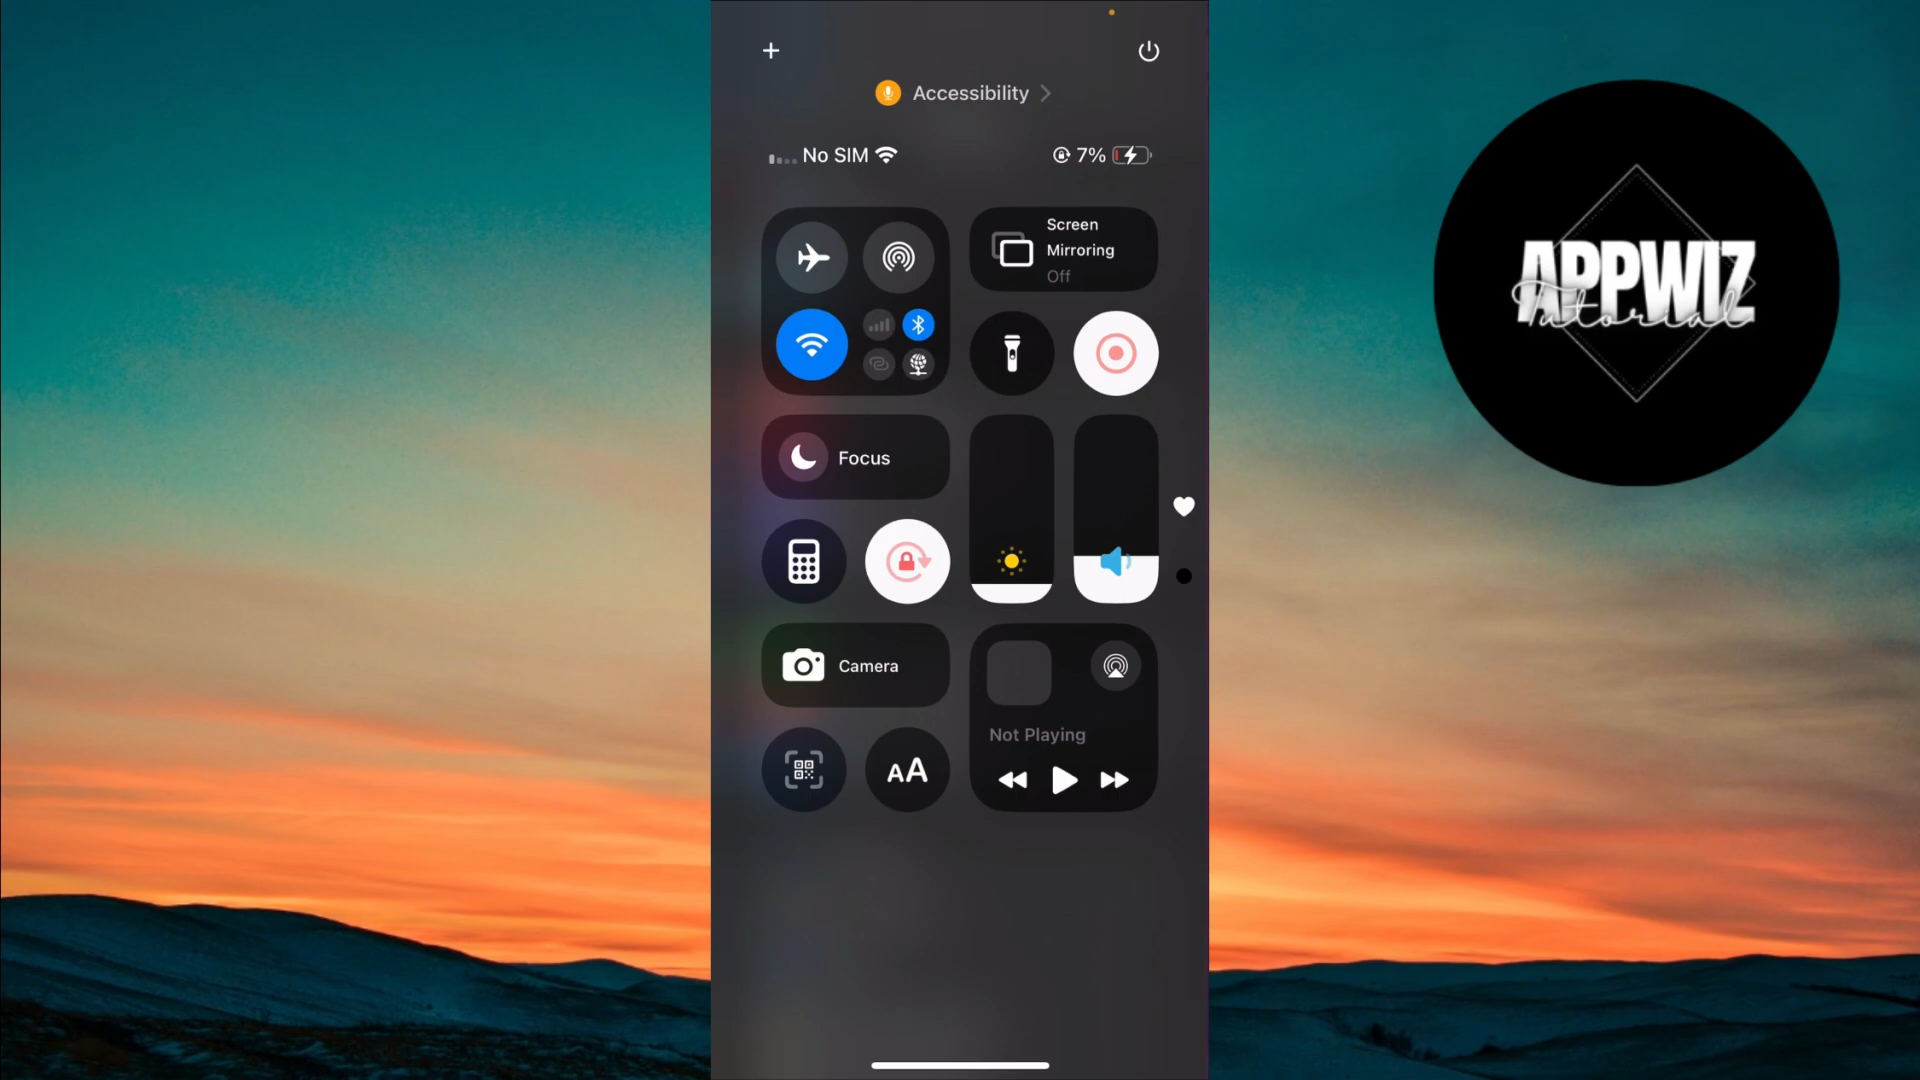 Accessibility
No SIM
7%
Screen
Mirroring
Off
APPWIZ
Tutorial
Focus
Camera
Not Playing
AA